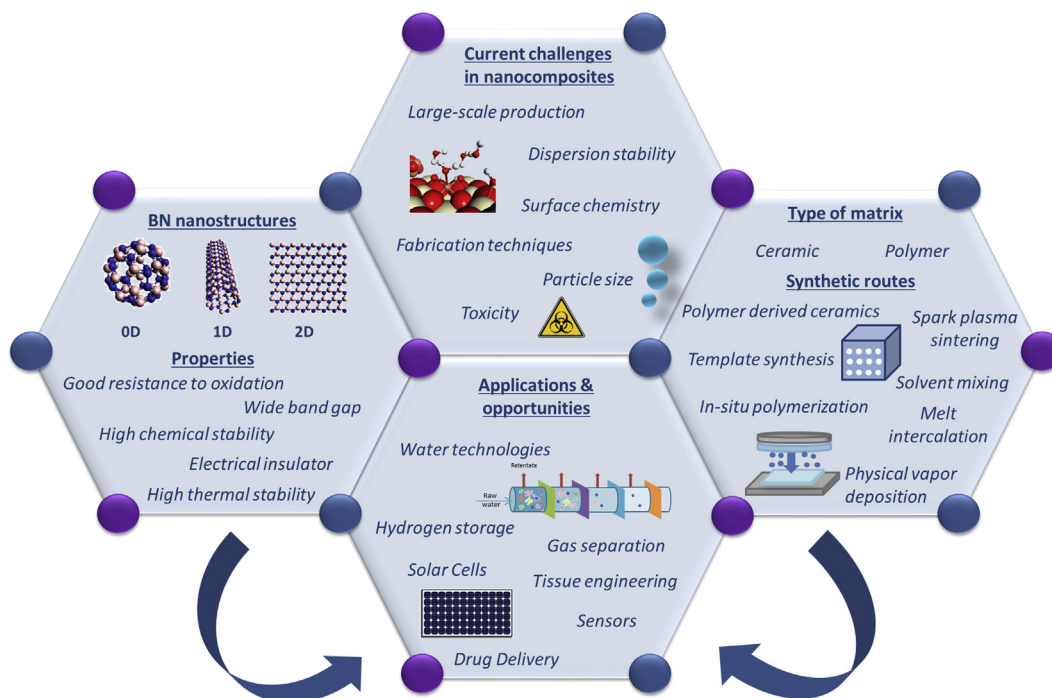 Current challenges
in nanocomposites
Large-scale production
Dispersion stability
Surface chemistry
Fabrication techniques
Particle size
Toxicity
BN nanostructures
0D
1D
2D
Properties
Good resistance to oxidation
Wide band gap
High chemical stability
Electrical insulator
High thermal stability
Type of matrix
Ceramic
Polymer
Synthetic routes
Polymer derived ceramics
Spark plasma
sintering
Template synthesis
Solvent mixing
In-situ polymerization
Melt
intercalation
Physical vapor
deposition
Applications &
opportunities
Water technologies
Retentate
Raw
water
Hydrogen storage
Gas separation
Solar Cells
Tissue engineering
Sensors
Drug Delivery